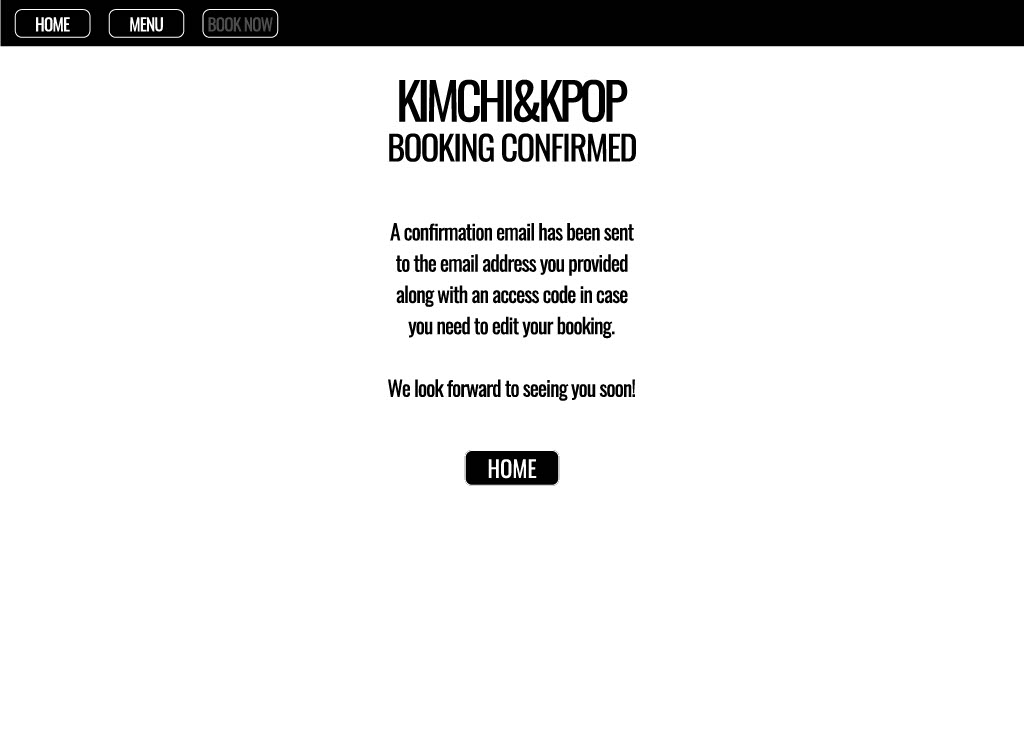 HOME MENU BOOK NOW
KIMCHI&KPOP
BOOKING CONFIRMED
A confirmation email has been sent
to the email address you provided
along with an access code in case
you need to edit your booking.
We look forward to seeing you soon!
HOME